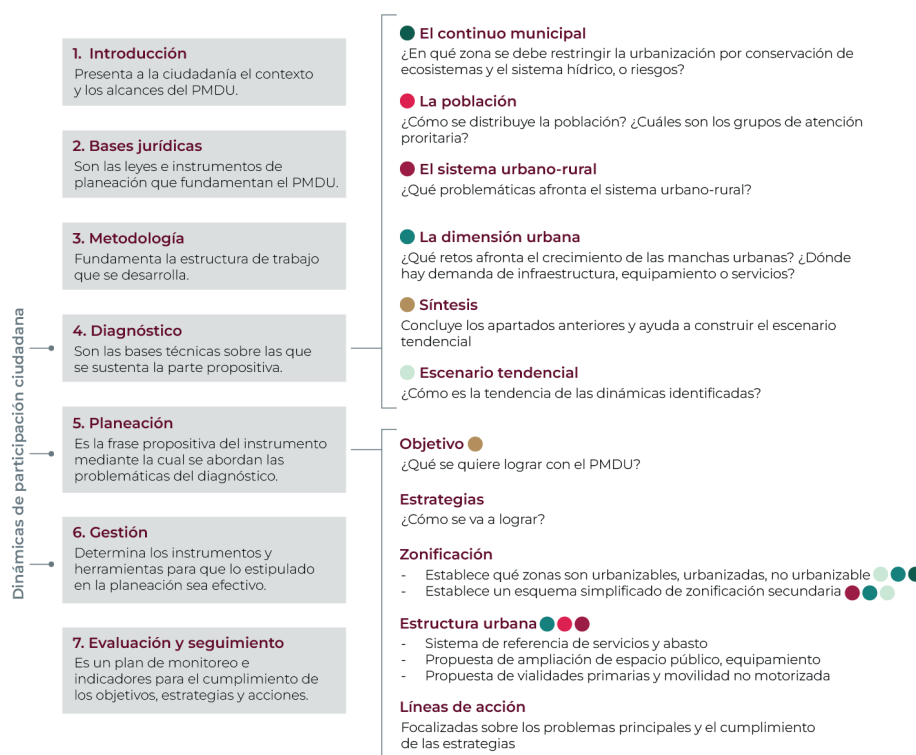 Dinámicas de participación ciudadana
1. Introducción
Presenta a la ciudadanía el contexto
y los alcances del PMDU.
2. Bases jurídicas
Son las leyes e instrumentos de
planeación que fundamentan el PMDU.
3. Metodología
Fundamenta la estructura de trabajo
que se desarrolla.
4. Diagnóstico
Son las bases técnicas sobre las que
se sustenta la parte propositiva.
5. Planeación
Es la frase propositiva del instrumento
mediante la cual se abordan las
problemáticas del diagnóstico.
6. Gestión
Determina los instrumentos y
herramientas para que lo estipulado
en la planeación sea efectivo.
7. Evaluación y seguimiento
Es un plan de monitoreo e
indicadores para el cumplimiento de
los objetivos, estrategias y acciones.
El continuo municipal
¿En qué zona se debe restringir la urbanización por conservación de
ecosistemas y el sistema hídrico, o riesgos?
La población
¿Cómo se distribuye la población? ¿Cuáles son los grupos de atención
proritaria?
El sistema urbano-rural
¿Qué problemáticas afronta el sistema urbano-rural?
La dimensión urbana
¿Qué retos afronta el crecimiento de las manchas urbanas? ¿Dónde
hay demanda de infraestructura, equipamiento o servicios?
Síntesis
Concluye los apartados anteriores y ayuda a construir el escenario
tendencial
Escenario tendencial
¿Cómo es la tendencia de las dinámicas identificadas?
Objetivo
¿Qué se quiere lograr con el PMDU?
Estrategias
¿Cómo se va a lograr?
Zonificación
- Establece qué zonas son urbanizables, urbanizadas, no urbanizable
- Establece un esquema simplificado de zonificación secundaria
Estructura urbana
- Sistema de referencia de servicios y abasto
- Propuesta de ampliación de espacio público, equipamiento
- Propuesta de vialidades primarias y movilidad no motorizada
Líneas de acción
Focalizadas sobre los problemas principales y el cumplimiento
de las estrategias